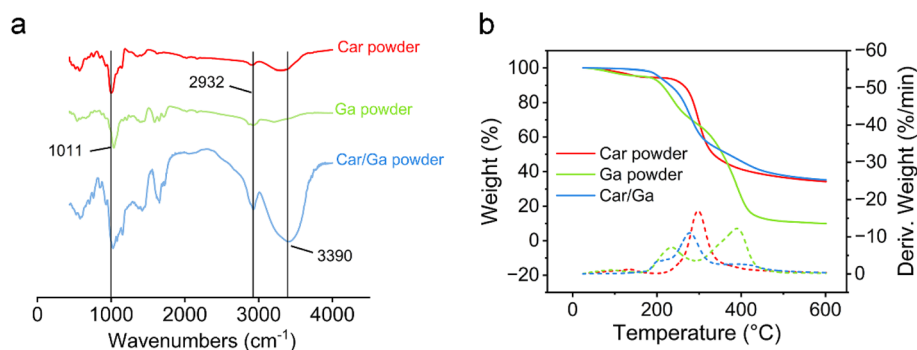 a
Car powder
2932
Ga powder
1011
Car/Ga powder
3390
0
1000
2000
3000
4000
Wavenumbers (cm⁻¹)
b
100
80
60
40
20
0
−20
Weight (%)
Car powder
Ga powder
Car/Ga
−60
−50
−40
−30
−20
−10
0
Deriv. Weight (%/min)
0
200
400
600
Temperature (°C)